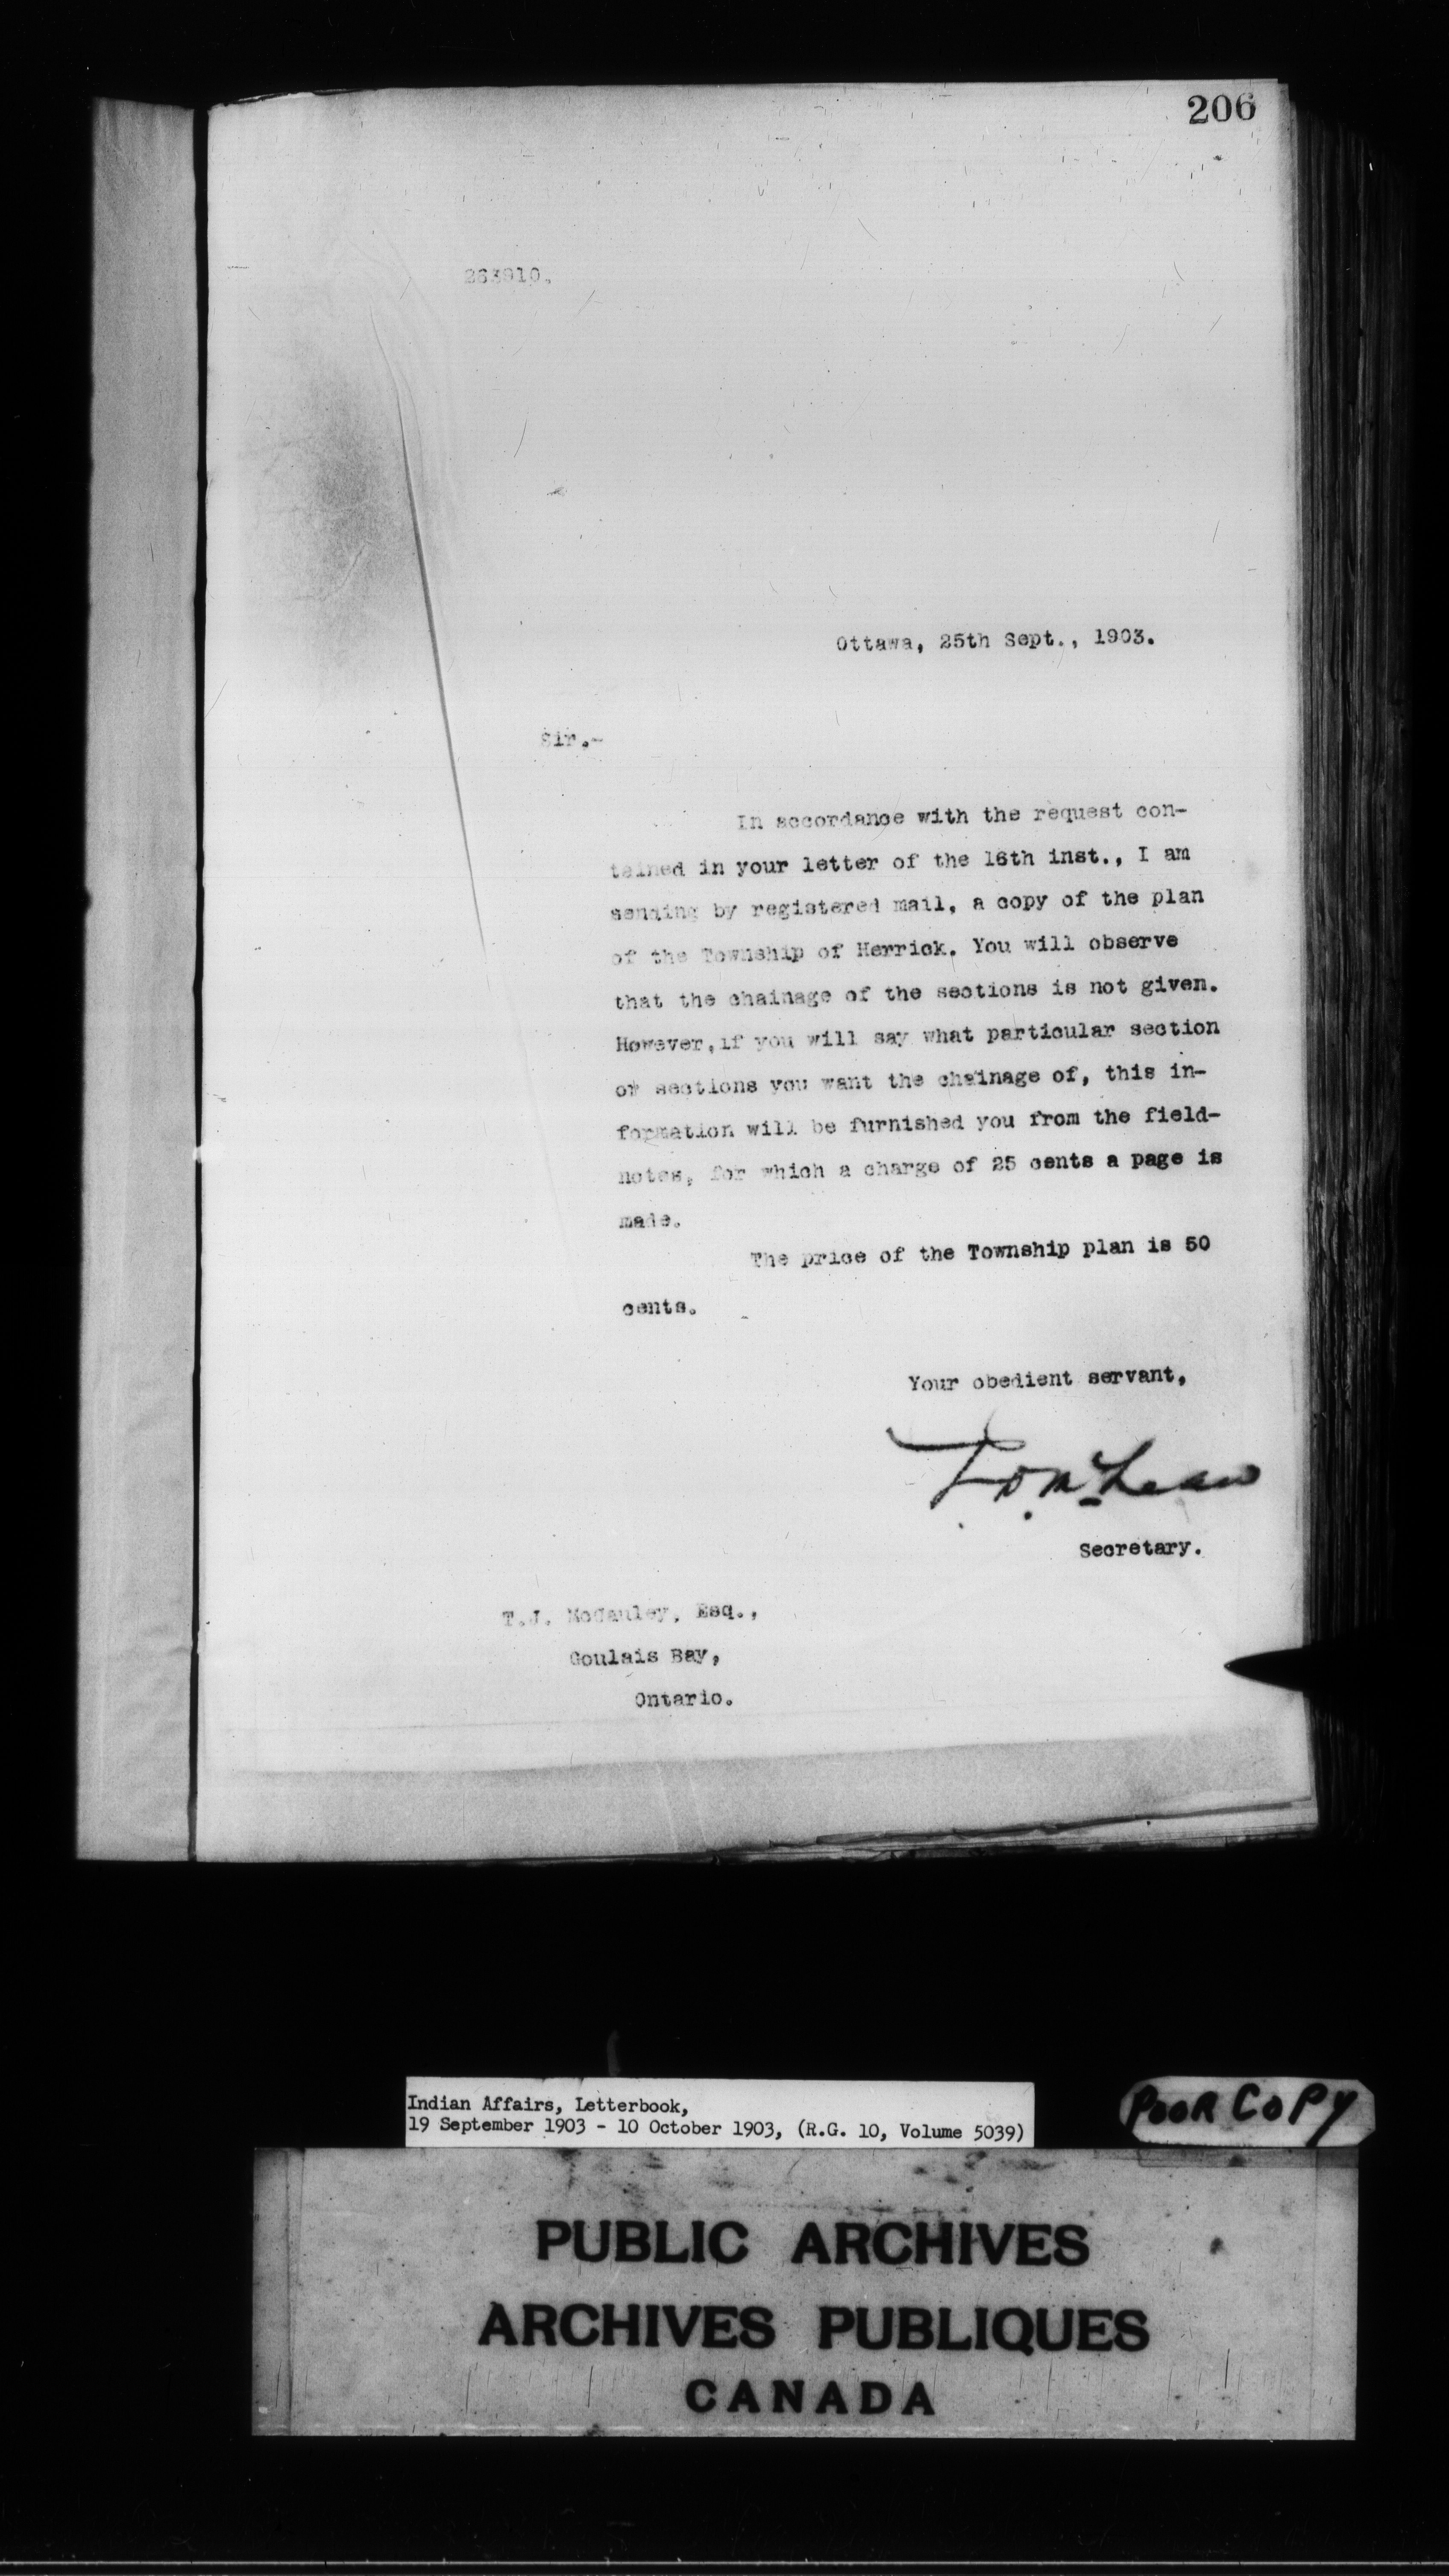 206
263910.
Ottawa, 25th Sept., 1903.
Sir.-
In accordance with the request con-
tained in your letter of the 16th inst., I am
sending by registered mail, a copy of the plan
of the Township of Herrick. You will observe
that the chainage of the sections is not given.
However, if you will say what particular section
or sections you want the chainage of, this in-
formation will be furnished you from the field-
notes, for which a charge of 25 cents a page is
made.
The price of the Township plan is 50
cents.
Your obedient servant,
J. D. McLean
Secretary.
T.J. McCauley, Esq.,
Goulais Bay,
Ontario.
Indian Affairs, Letterbook,
19 September 1903 - 10 October 1903, (R.G. 10, Volume 5039)
POOR COPY
PUBLIC ARCHIVES
ARCHIVES PUBLIQUES
CANADA